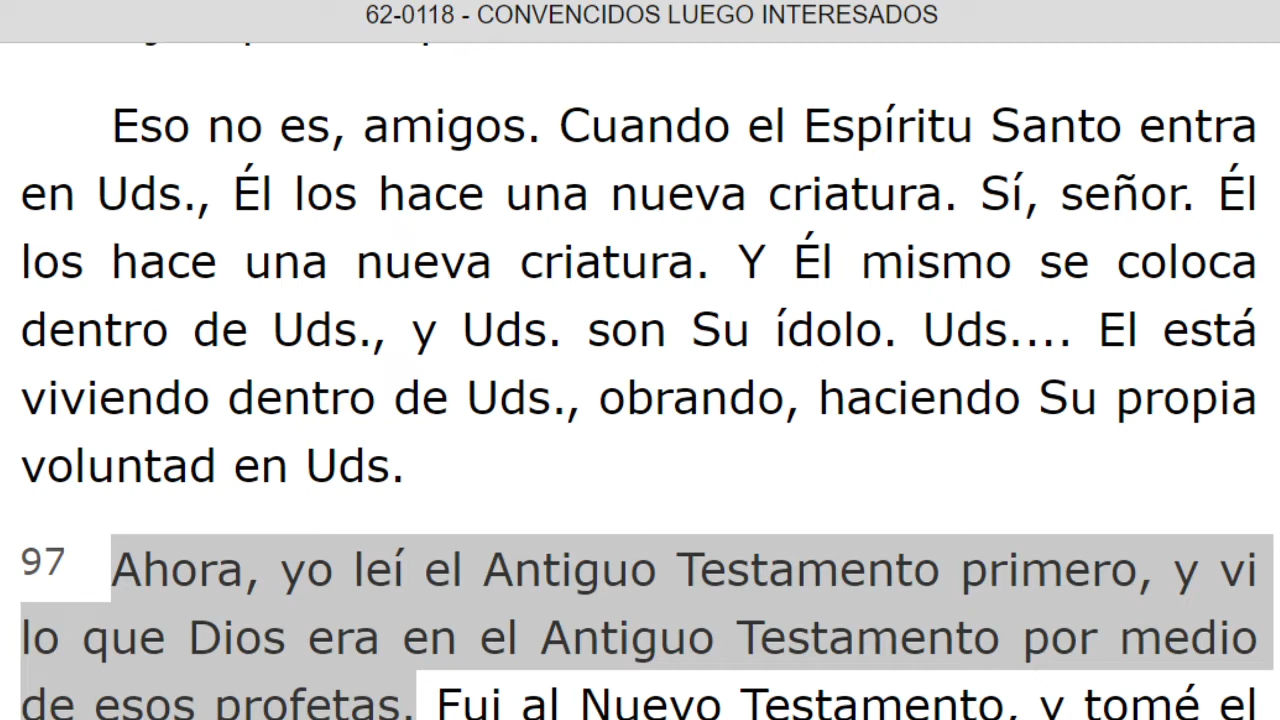 62-0118 - CONVENCIDOS LUEGO INTERESADOS
Eso no es, amigos. Cuando el Espíritu Santo entra
en Uds., Él los hace una nueva criatura. Sí, señor. Él
los hace una nueva criatura. Y Él mismo se coloca
dentro de Uds., y Uds. son Su ídolo. Uds.... El está
viviendo dentro de Uds., obrando, haciendo Su propia
voluntad en Uds.
97 Ahora, yo leí el Antiguo Testamento primero, y vi
lo que Dios era en el Antiguo Testamento por medio
de esos profetas. Fui al Nuevo Testamento, y tomé el